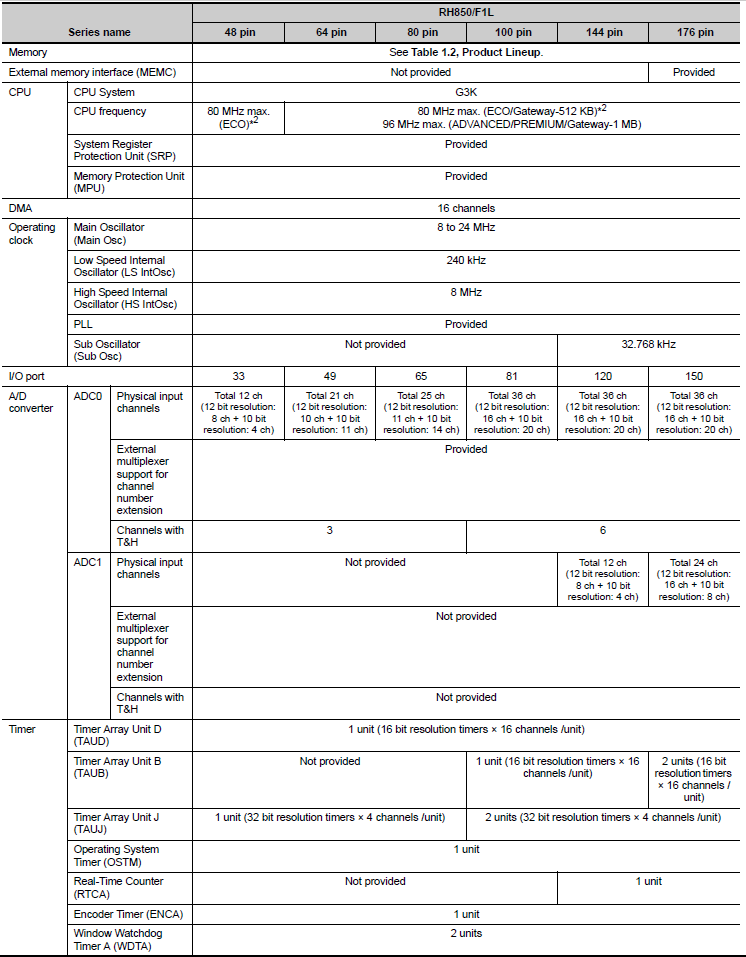 RH850/F1L
Series name
48 pin
64 pin
80 pin
100 pin
144 pin
176 pin
Memory
See Table 1.2, Product Lineup.
External memory interface (MEMC)
Not provided
Provided
CPU
CPU System
G3K
CPU frequency
80 MHz max.
(ECO)*2
80 MHz max. (ECO/Gateway-512 KB)*2
96 MHz max. (ADVANCED/PREMIUM/Gateway-1 MB)
System Register
Protection Unit (SRP)
Provided
Memory Protection Unit
(MPU)
Provided
DMA
16 channels
Operating
clock
Main Oscillator
(Main Osc)
8 to 24 MHz
Low Speed Internal
Oscillator (LS IntOsc)
240 kHz
High Speed Internal
Oscillator (HS IntOsc)
8 MHz
PLL
Provided
Sub Oscillator
(Sub Osc)
Not provided
32.768 kHz
I/O port
33
49
65
81
120
150
A/D
converter
ADC0
Physical input
channels
Total 12 ch
(12 bit resolution:
8 ch + 10 bit
resolution: 4 ch)
Total 21 ch
(12 bit resolution:
10 ch + 10 bit
resolution: 11 ch)
Total 25 ch
(12 bit resolution:
11 ch + 10 bit
resolution: 14 ch)
Total 36 ch
(12 bit resolution:
16 ch + 10 bit
resolution: 20 ch)
Total 36 ch
(12 bit resolution:
16 ch + 10 bit
resolution: 20 ch)
Total 36 ch
(12 bit resolution:
16 ch + 10 bit
resolution: 20 ch)
External
multiplexer
support for
channel
number
extension
Provided
Channels with
T&H
3
6
ADC1
Physical input
channels
Not provided
Total 12 ch
(12 bit resolution:
8 ch + 10 bit
resolution: 4 ch)
Total 24 ch
(12 bit resolution:
16 ch + 10 bit
resolution: 8 ch)
External
multiplexer
support for
channel
number
extension
Not provided
Channels with
T&H
Not provided
Timer
Timer Array Unit D
(TAUD)
1 unit (16 bit resolution timers × 16 channels /unit)
Timer Array Unit B
(TAUB)
Not provided
1 unit (16 bit resolution timers × 16
channels /unit)
2 units (16 bit
resolution timers
× 16 channels /
unit)
Timer Array Unit J
(TAUJ)
1 unit (32 bit resolution timers × 4 channels /unit)
2 units (32 bit resolution timers × 4 channels /unit)
Operating System
Timer (OSTM)
1 unit
Real-Time Counter
(RTCA)
Not provided
1 unit
Encoder Timer (ENCA)
1 unit
Window Watchdog
Timer A (WDTA)
2 units